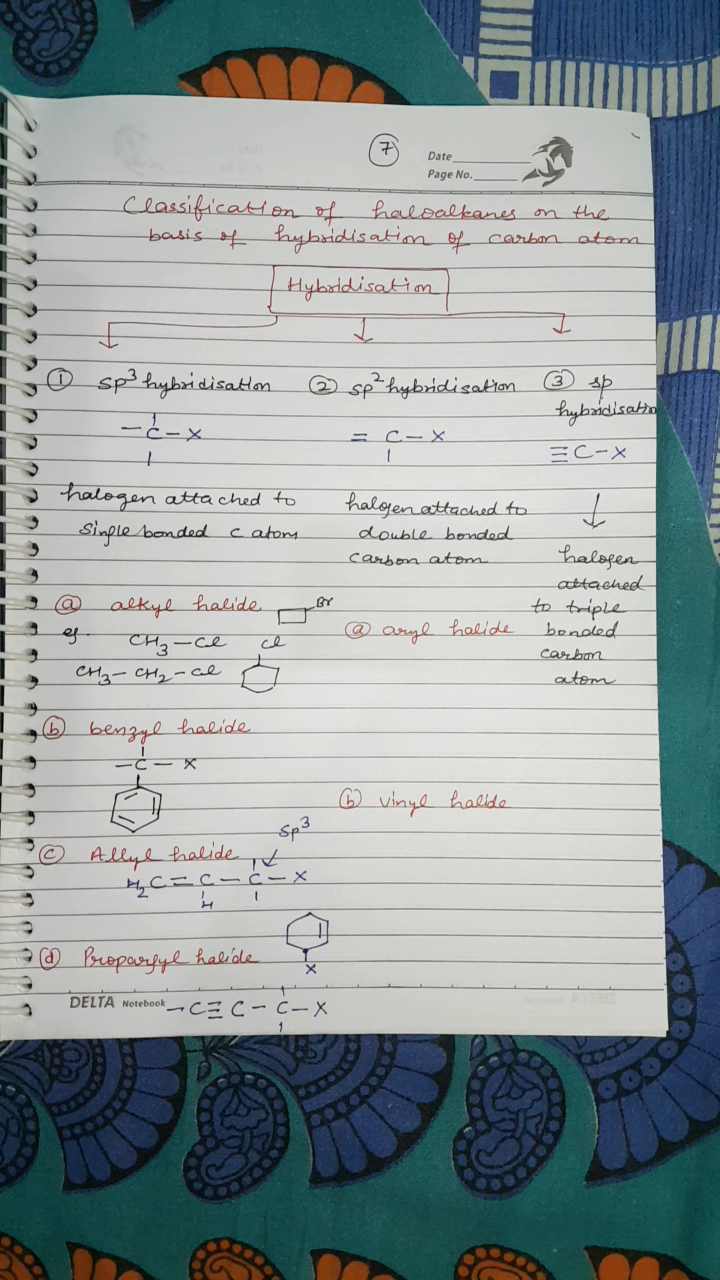 7
Date
Page No.
Classification of haloalkanes on the
basis of hybridisation of carbon atom
Hybridisation
① sp³ hybridisation
-C-X
halogen attached to
single bonded c atom
ⓐ alkyl halide
Br
eg. CH₃-Cl
Cl
CH₃-CH₂-Cl
ⓑ benzyl halide
-C-X
ⓒ Allyl halide
sp³
H₂C=C-C-X
H
ⓓ Propargyl halide
X
-C≡C-C-X
② sp² hybridisation
=C-X
halogen attached to
double bonded
carbon atom
ⓐ aryl halide
ⓑ vinyl halide
③ sp
hybridisation
≡C-X
halogen
attached
to triple
bonded
carbon
atom
DELTA Notebook